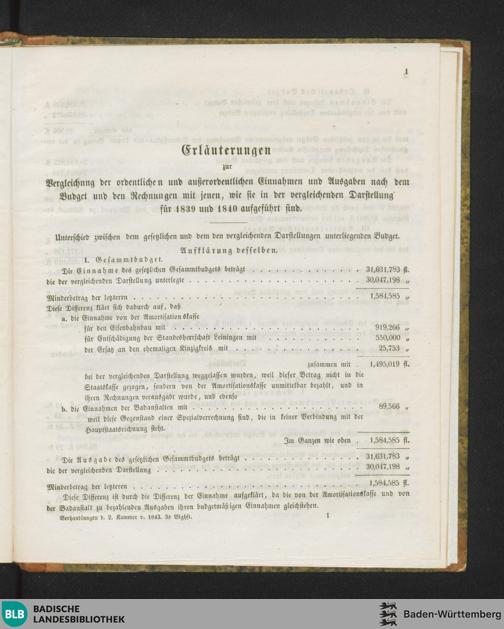 1
Erläuterungen
zur
Vergleichung der ordentlichen und außerordentlichen Einnahmen und Ausgaben nach dem
Budget und den Rechnungen mit jenen, wie sie in der vergleichenden Darstellung
für 1839 und 1840 aufgeführt sind.
Unterschied zwischen dem gesetzlichen und dem den vergleichenden Darstellungen unterliegenden Budget.
Aufklärung desselben.
I. Gesammtbudget.
Die Einnahme des gesetzlichen Gesammtbudgets beträgt . . . 31,631,783 fl.
die der vergleichenden Darstellung unterlegte . . . 30,047,198 „
Minderbetrag der letzteren . . . 1,584,585 „
Diese Differenz klärt sich dadurch auf, daß
a. die Einnahme von der Amortisationskasse
für den Eisenbahnbau mit . . . 919,266 „
für Entschädigung der Standesherrschaft Leiningen mit . . . 550,000 „
der Ersatz an den ehemaligen Kinzigkreis mit . . . 25,753 „
zusammen mit . 1,495,019 fl.
bei der vergleichenden Darstellung weggelassen wurden, weil dieser Betrag nicht in die
Staatskasse gezogen, sondern von der Amortisationskasse unmittelbar bezahlt, und in
ihren Rechnungen verausgabt wurde, und ebenso
b. die Einnahmen der Badanstalten mit . . . 89,566 „
weil diese Gegenstand einer Spezialverrechnung sind, die in keiner Verbindung mit der
Hauptstaatsrechnung steht.
Im Ganzen wie oben . 1,584,585 fl.
Die Ausgabe des gesetzlichen Gesammtbudgets beträgt . . . 31,631,783 „
die der vergleichenden Darstellung . . . 30,047,198 „
Minderbetrag der letzteren . . . 1,584,585 fl.
Diese Differenz ist durch die Differenz der Einnahme aufgeklärt, da die von der Amortisationskasse und von
der Badanstalt zu bezahlenden Ausgaben ihren budgetmäßigen Einnahmen gleichstehen.
Verhandlungen d. 2. Kammer v. 1843. 3s Blghft. 1
BLB BADISCHE
LANDESBIBLIOTHEK
Baden-Württemberg